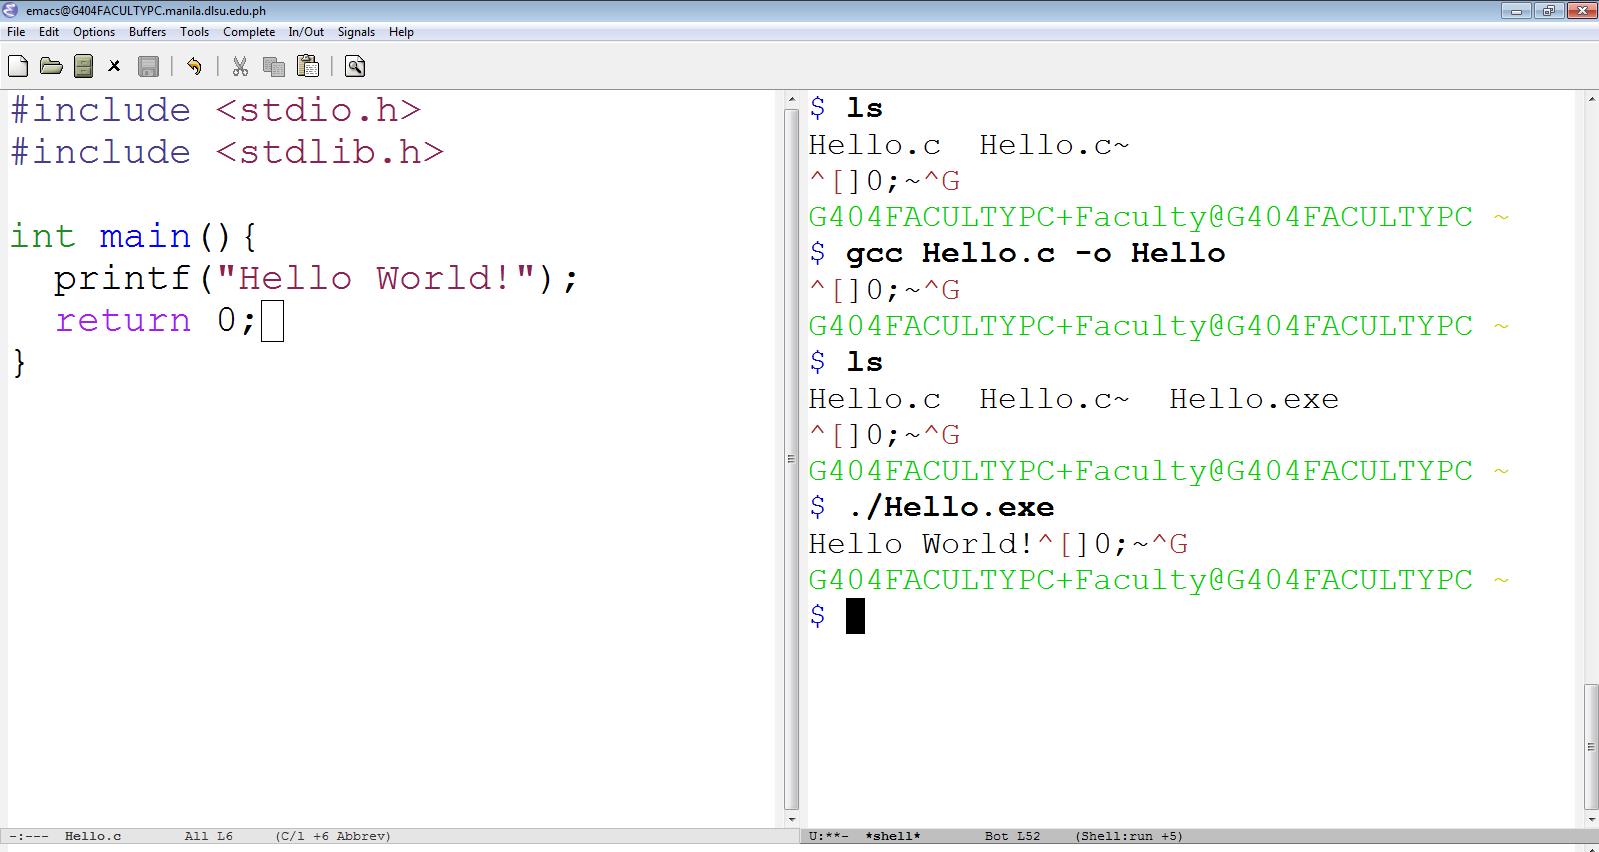 emacs@G404FACULTYPC.manila.dlsu.edu.ph
File Edit Options Buffers Tools Complete In/Out Signals Help
#include <stdio.h>
#include <stdlib.h>
int main(){
  printf("Hello World!");
  return 0;
}
-:---  Hello.c        All L6     (C/l +6 Abbrev)
$ ls
Hello.c  Hello.c~
^[]0;~^G
G404FACULTYPC+Faculty@G404FACULTYPC ~
$ gcc Hello.c -o Hello
^[]0;~^G
G404FACULTYPC+Faculty@G404FACULTYPC ~
$ ls
Hello.c  Hello.c~  Hello.exe
^[]0;~^G
G404FACULTYPC+Faculty@G404FACULTYPC ~
$ ./Hello.exe
Hello World!^[]0;~^G
G404FACULTYPC+Faculty@G404FACULTYPC ~
$
U:**-  *shell*        Bot L52    (Shell:run +5)